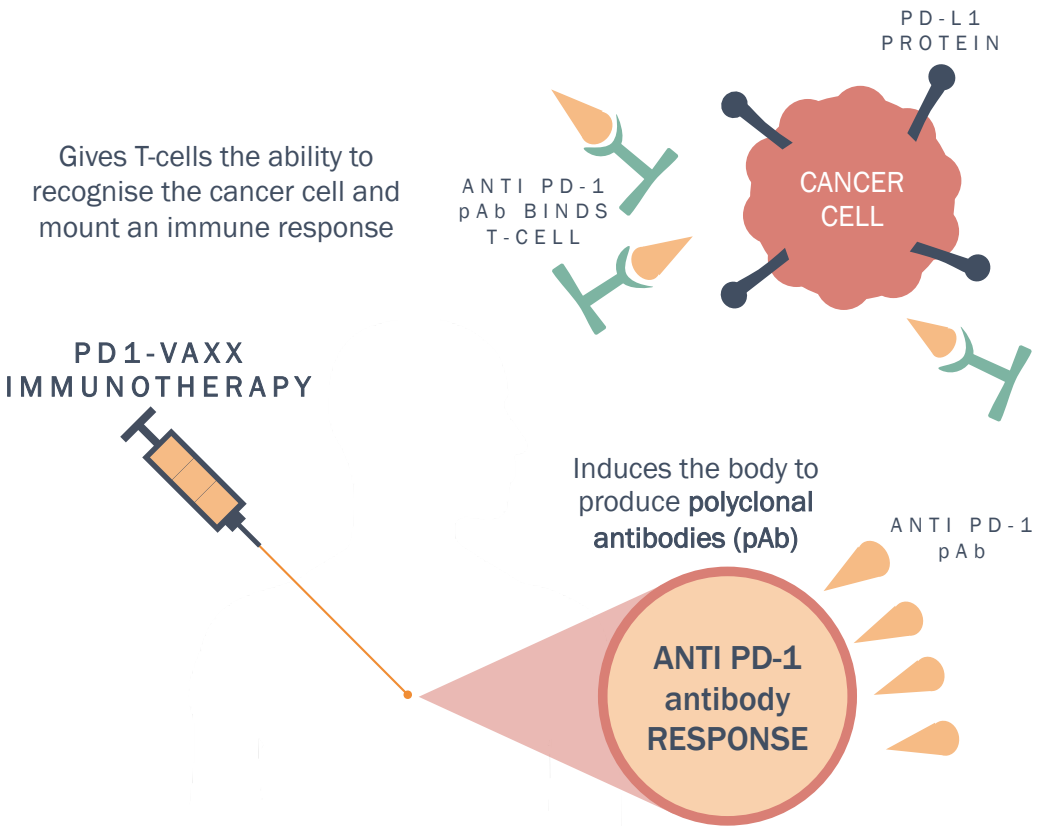 PD-L1
PROTEIN
Gives T-cells the ability to
recognise the cancer cell and
mount an immune response
ANTI PD-1
pAb BINDS
T-CELL
CANCER
CELL
PD1-VAXX
IMMUNOTHERAPY
Induces the body to
produce polyclonal
antibodies (pAb)
ANTI PD-1
pAb
ANTI PD-1
antibody
RESPONSE